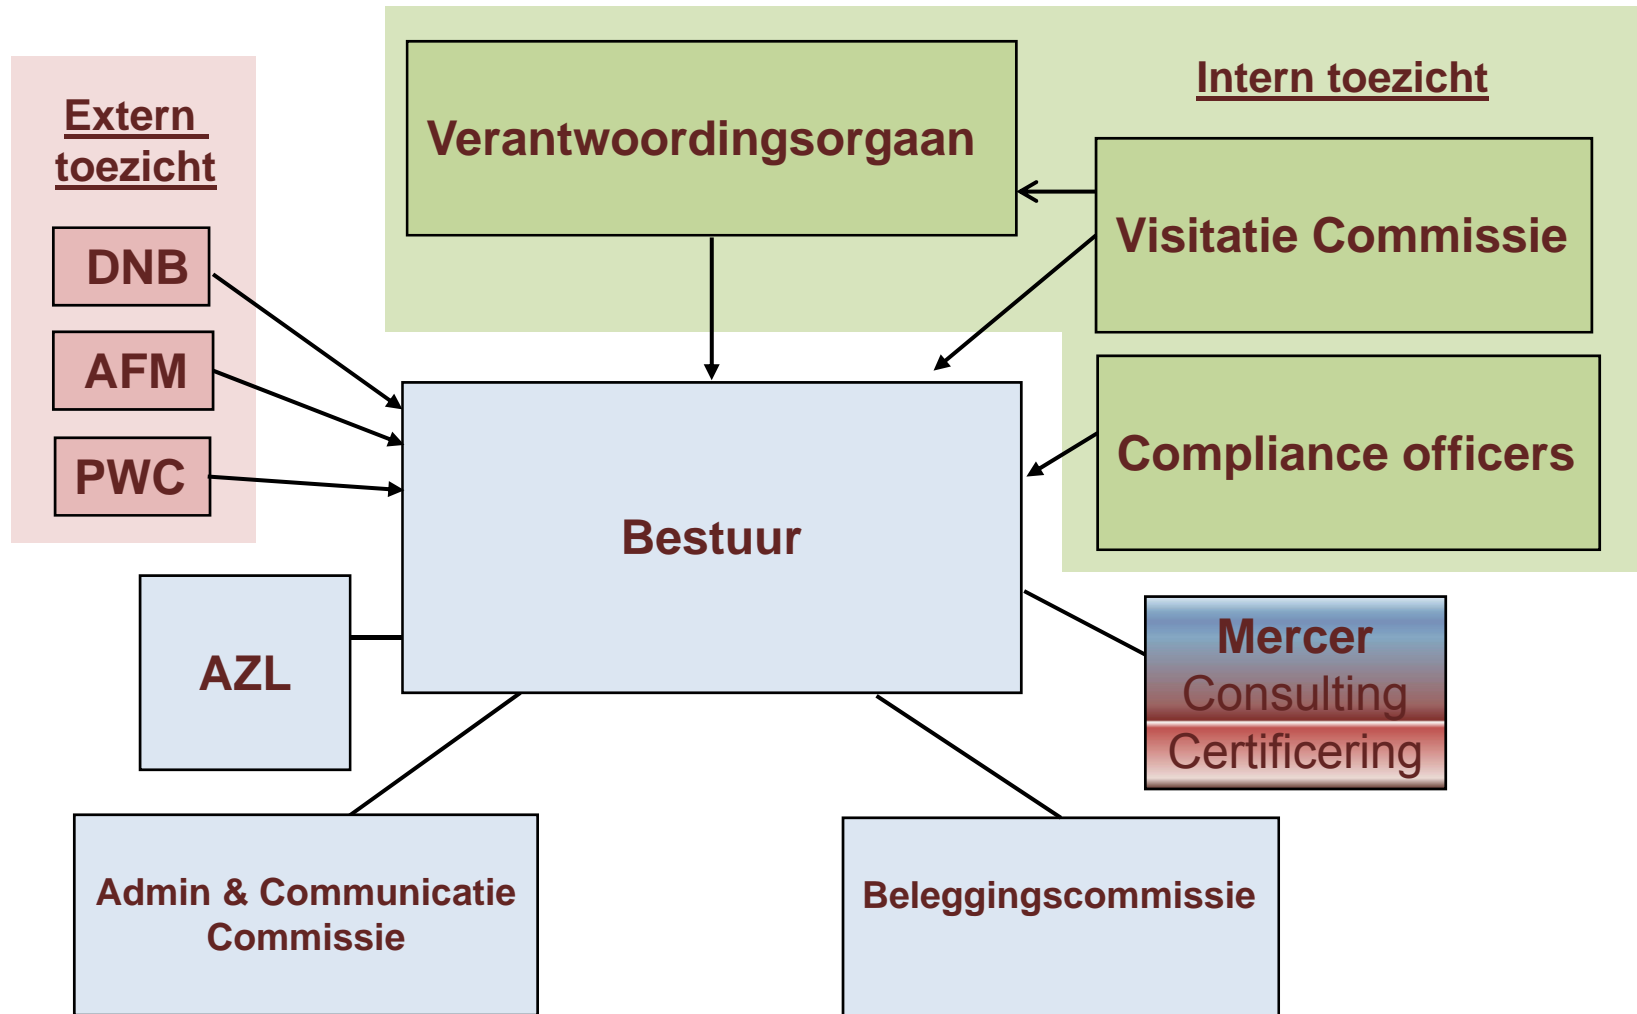 Extern
toezicht
DNB
AFM
PWC
Verantwoordingsorgaan
Intern toezicht
Visitatie Commissie
Compliance officers
Bestuur
AZL
Mercer
Consulting
Certificering
Admin & Communicatie
Commissie
Beleggingscommissie